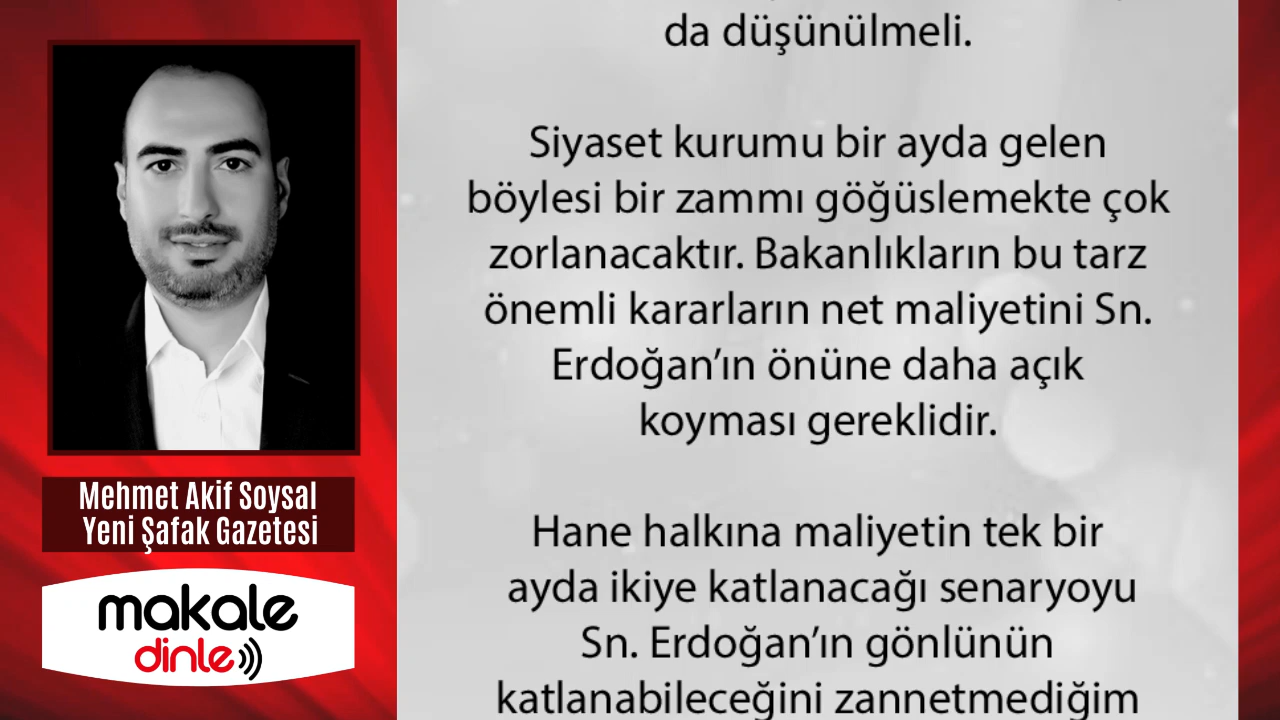 da düşünülmeli.
Siyaset kurumu bir ayda gelen
böylesi bir zammı göğüslemekte çok
zorlanacaktır. Bakanlıkların bu tarz
önemli kararların net maliyetini Sn.
Erdoğan’ın önüne daha açık
koyması gereklidir.
Hane halkına maliyetin tek bir
ayda ikiye katlanacağı senaryoyu
Sn. Erdoğan’ın gönlünün
katlanabileceğini zannetmediğim
Mehmet Akif Soysal
Yeni Şafak Gazetesi
makale
dinle